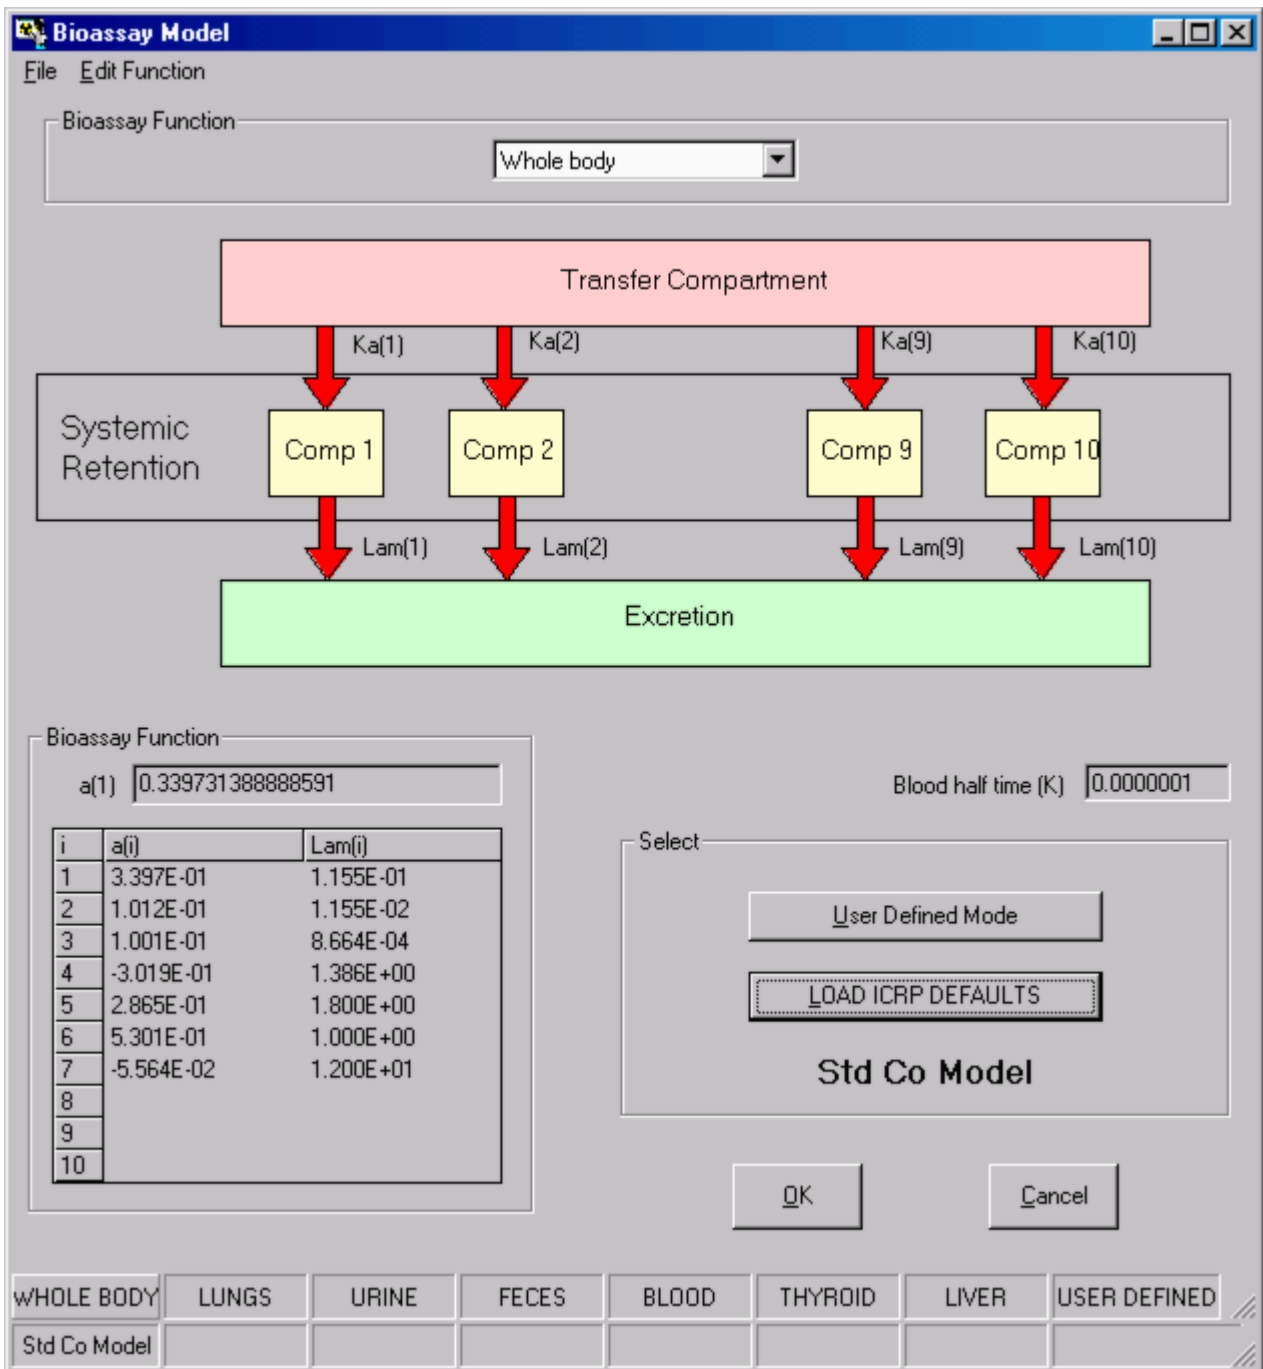 Bioassay Model
File Edit Function
Bioassay Function
Whole body
Transfer Compartment
Ka(1) Ka(2) Ka(9) Ka(10)
Systemic
Retention
Comp 1 Comp 2 Comp 9 Comp 10
Lam(1) Lam(2) Lam(9) Lam(10)
Excretion
Bioassay Function
a(1) 0.339731388888591
Blood half time (K) 0.0000001
i a(i) Lam(i)
1 3.397E-01 1.155E-01
2 1.012E-01 1.155E-02
3 1.001E-01 8.664E-04
4 -3.019E-01 1.386E+00
5 2.865E-01 1.800E+00
6 5.301E-01 1.000E+00
7 -5.564E-02 1.200E+01
8
9
10
Select
User Defined Mode
LOAD ICRP DEFAULTS
Std Co Model
OK Cancel
WHOLE BODY LUNGS URINE FECES BLOOD THYROID LIVER USER DEFINED
Std Co Model